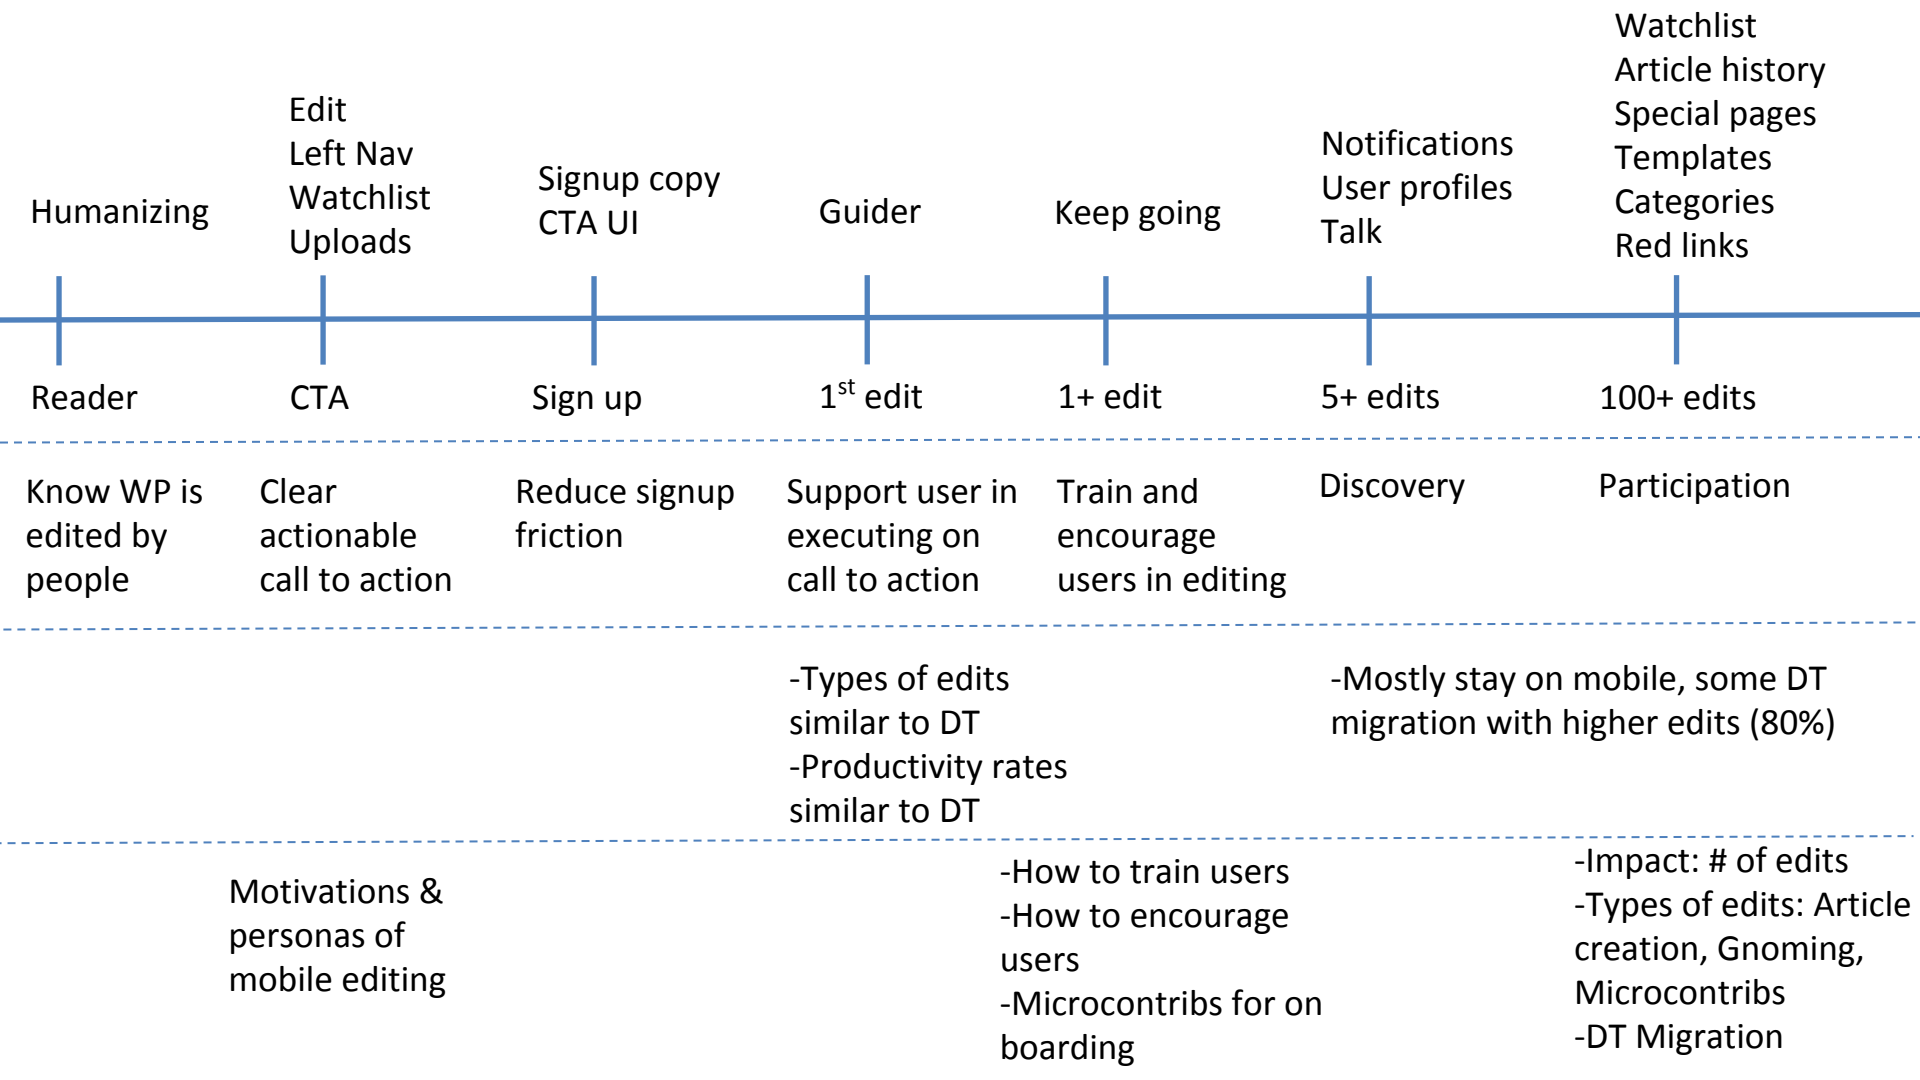 Humanizing
Edit
Left Nav
Watchlist
Uploads
Signup copy
CTA UI
Guider
Keep going
Notifications
User profiles
Talk
Watchlist
Article history
Special pages
Templates
Categories
Red links
Reader
CTA
Sign up
1st edit
1+ edit
5+ edits
100+ edits
Know WP is
edited by
people
Clear
actionable
call to action
Reduce signup
friction
Support user in
executing on
call to action
Train and
encourage
users in editing
Discovery
Participation
-Types of edits
similar to DT
-Productivity rates
similar to DT
-Mostly stay on mobile, some DT
migration with higher edits (80%)
Motivations &
personas of
mobile editing
-How to train users
-How to encourage
users
-Microcontribs for on
boarding
-Impact: # of edits
-Types of edits: Article
creation, Gnoming,
Microcontribs
-DT Migration